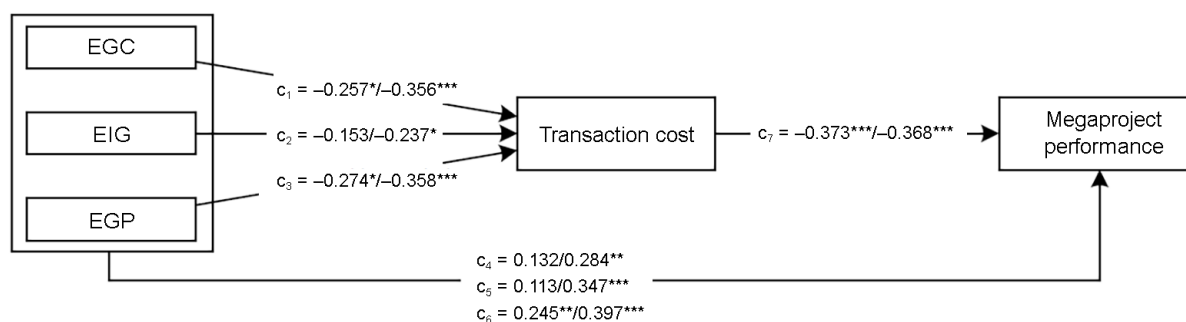 EGC
c₁ = –0.257*/–0.356***
EIG
c₂ = –0.153/–0.237*
Transaction cost
c₇ = –0.373***/–0.368***
Megaproject
performance
c₃ = –0.274*/–0.358***
EGP
c₄ = 0.132/0.284**
c₅ = 0.113/0.347***
c₆ = 0.245**/0.397***